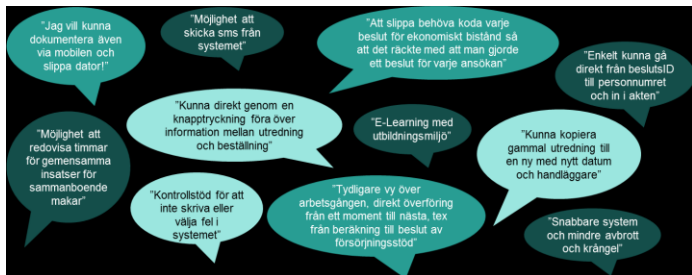 ”Jag vill kunna
dokumentera även
via mobilen och
slippa dator!”
”Möjlighet att
skicka sms från
systemet”
”Att slippa behöva koda varje
beslut för ekonomiskt bistånd så
att det räckte med att man gjorde
ett beslut för varje ansökan”
”Enkelt kunna gå
direkt från beslutsID
till personnumret
och in i akten”
”Möjlighet att
redovisa timmar
för gemensamma
insatser för
sammanboende
makar”
”Kunna direkt genom en
knapptryckning föra över
information mellan utredning
och beställning”
”E-Learning med
utbildningsmiljö”
”Kunna kopiera
gammal utredning till
en ny med nytt datum
och handläggare”
”Kontrollstöd för att
inte skriva eller
välja fel i
systemet”
”Tydligare vy över
arbetsgången, direkt överföring
från ett moment till nästa, tex
från beräkning till beslut av
försörjningsstöd”
”Snabbare system
och mindre avbrott
och krångel”